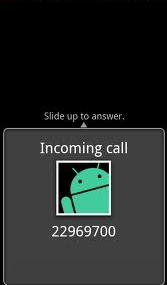 Slide up to answer.
Incoming call
22969700